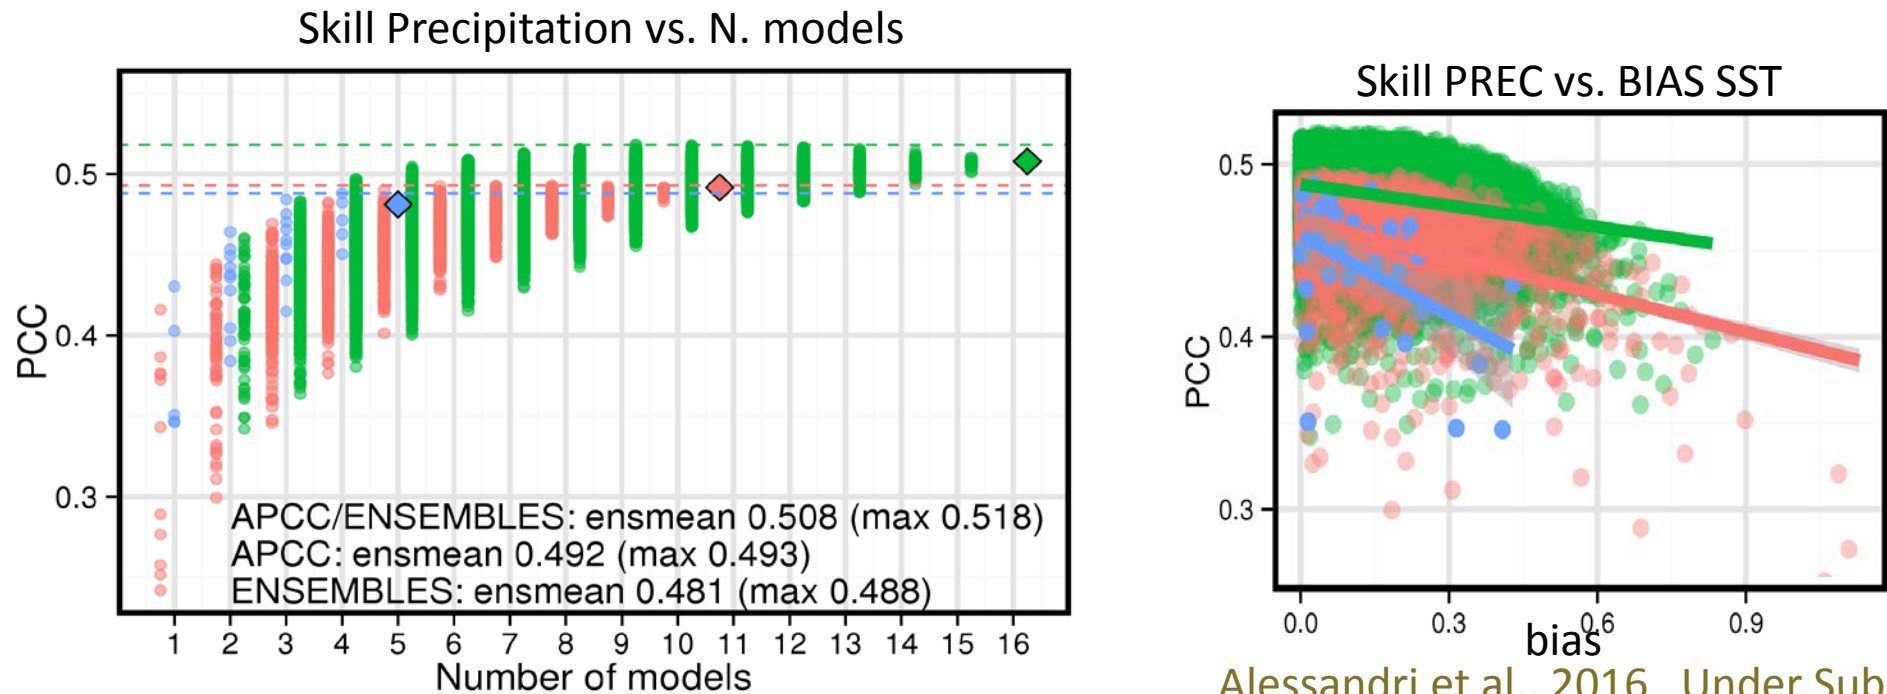 Skill Precipitation vs. N. models
PCC
0.5
0.4
0.3
APCC/ENSEMBLES: ensmean 0.508 (max 0.518)
APCC: ensmean 0.492 (max 0.493)
ENSEMBLES: ensmean 0.481 (max 0.488)
1 2 3 4 5 6 7 8 9 10 11 12 13 14 15 16
Number of models
Skill PREC vs. BIAS SST
PCC
0.5
0.4
0.3
0.0 0.3 0.6 0.9
bias
Alessandri et al., 2016 Under Sub